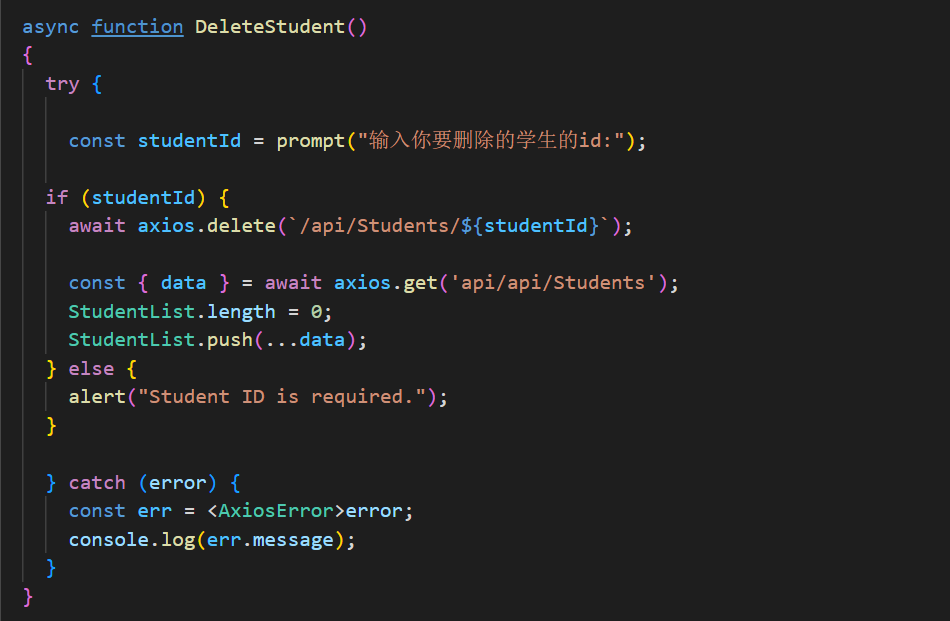 async function DeleteStudent()
{
try {
const studentId = prompt("输入你要删除的学生的id:");
if (studentId) {
await axios.delete(`/api/Students/${studentId}`);
const { data } = await axios.get('api/api/Students');
StudentList.length = 0;
StudentList.push(...data);
} else {
alert("Student ID is required.");
}
} catch (error) {
const err = <AxiosError>error;
console.log(err.message);
}
}